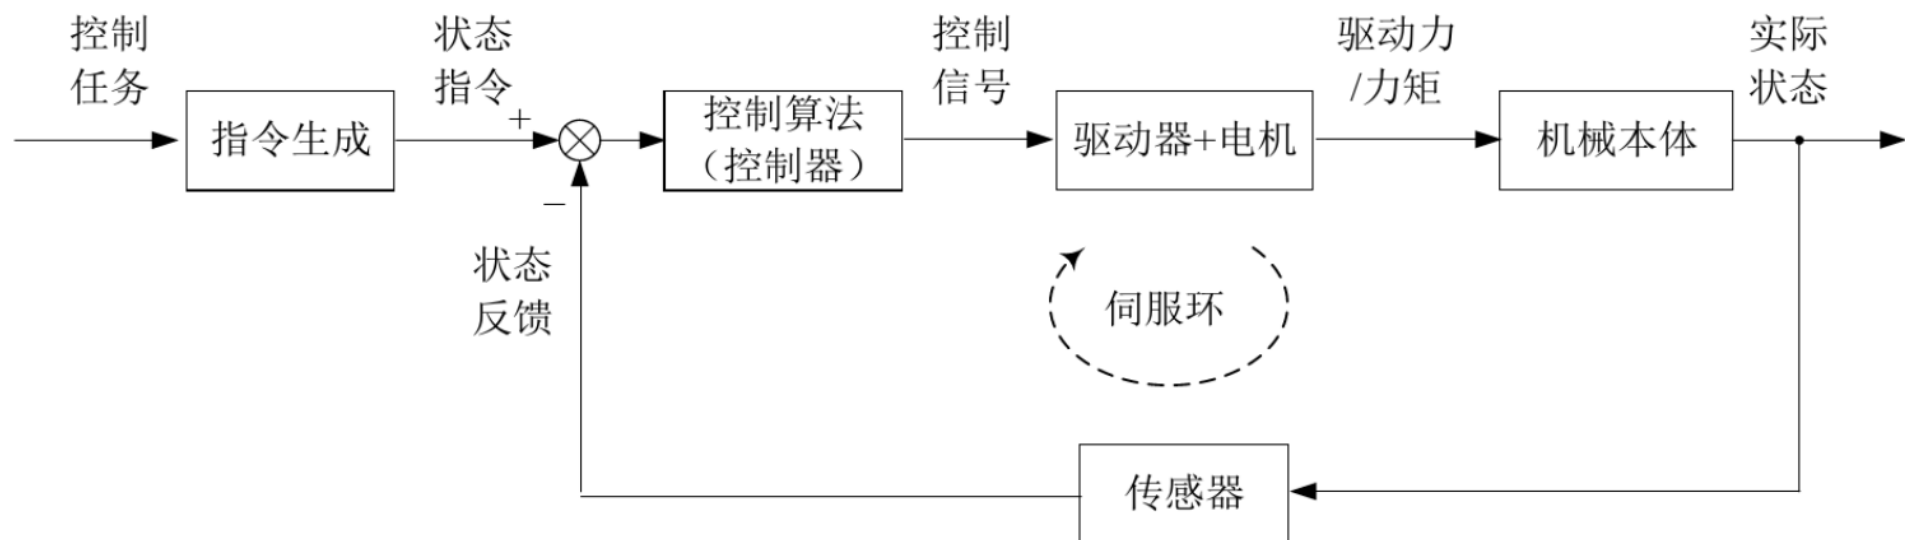 控制
任务
指令生成
状态
指令
+
控制算法
（控制器）
控制
信号
驱动器+电机
驱动力
/力矩
机械本体
实际
状态
−
状态
反馈
伺服环
传感器